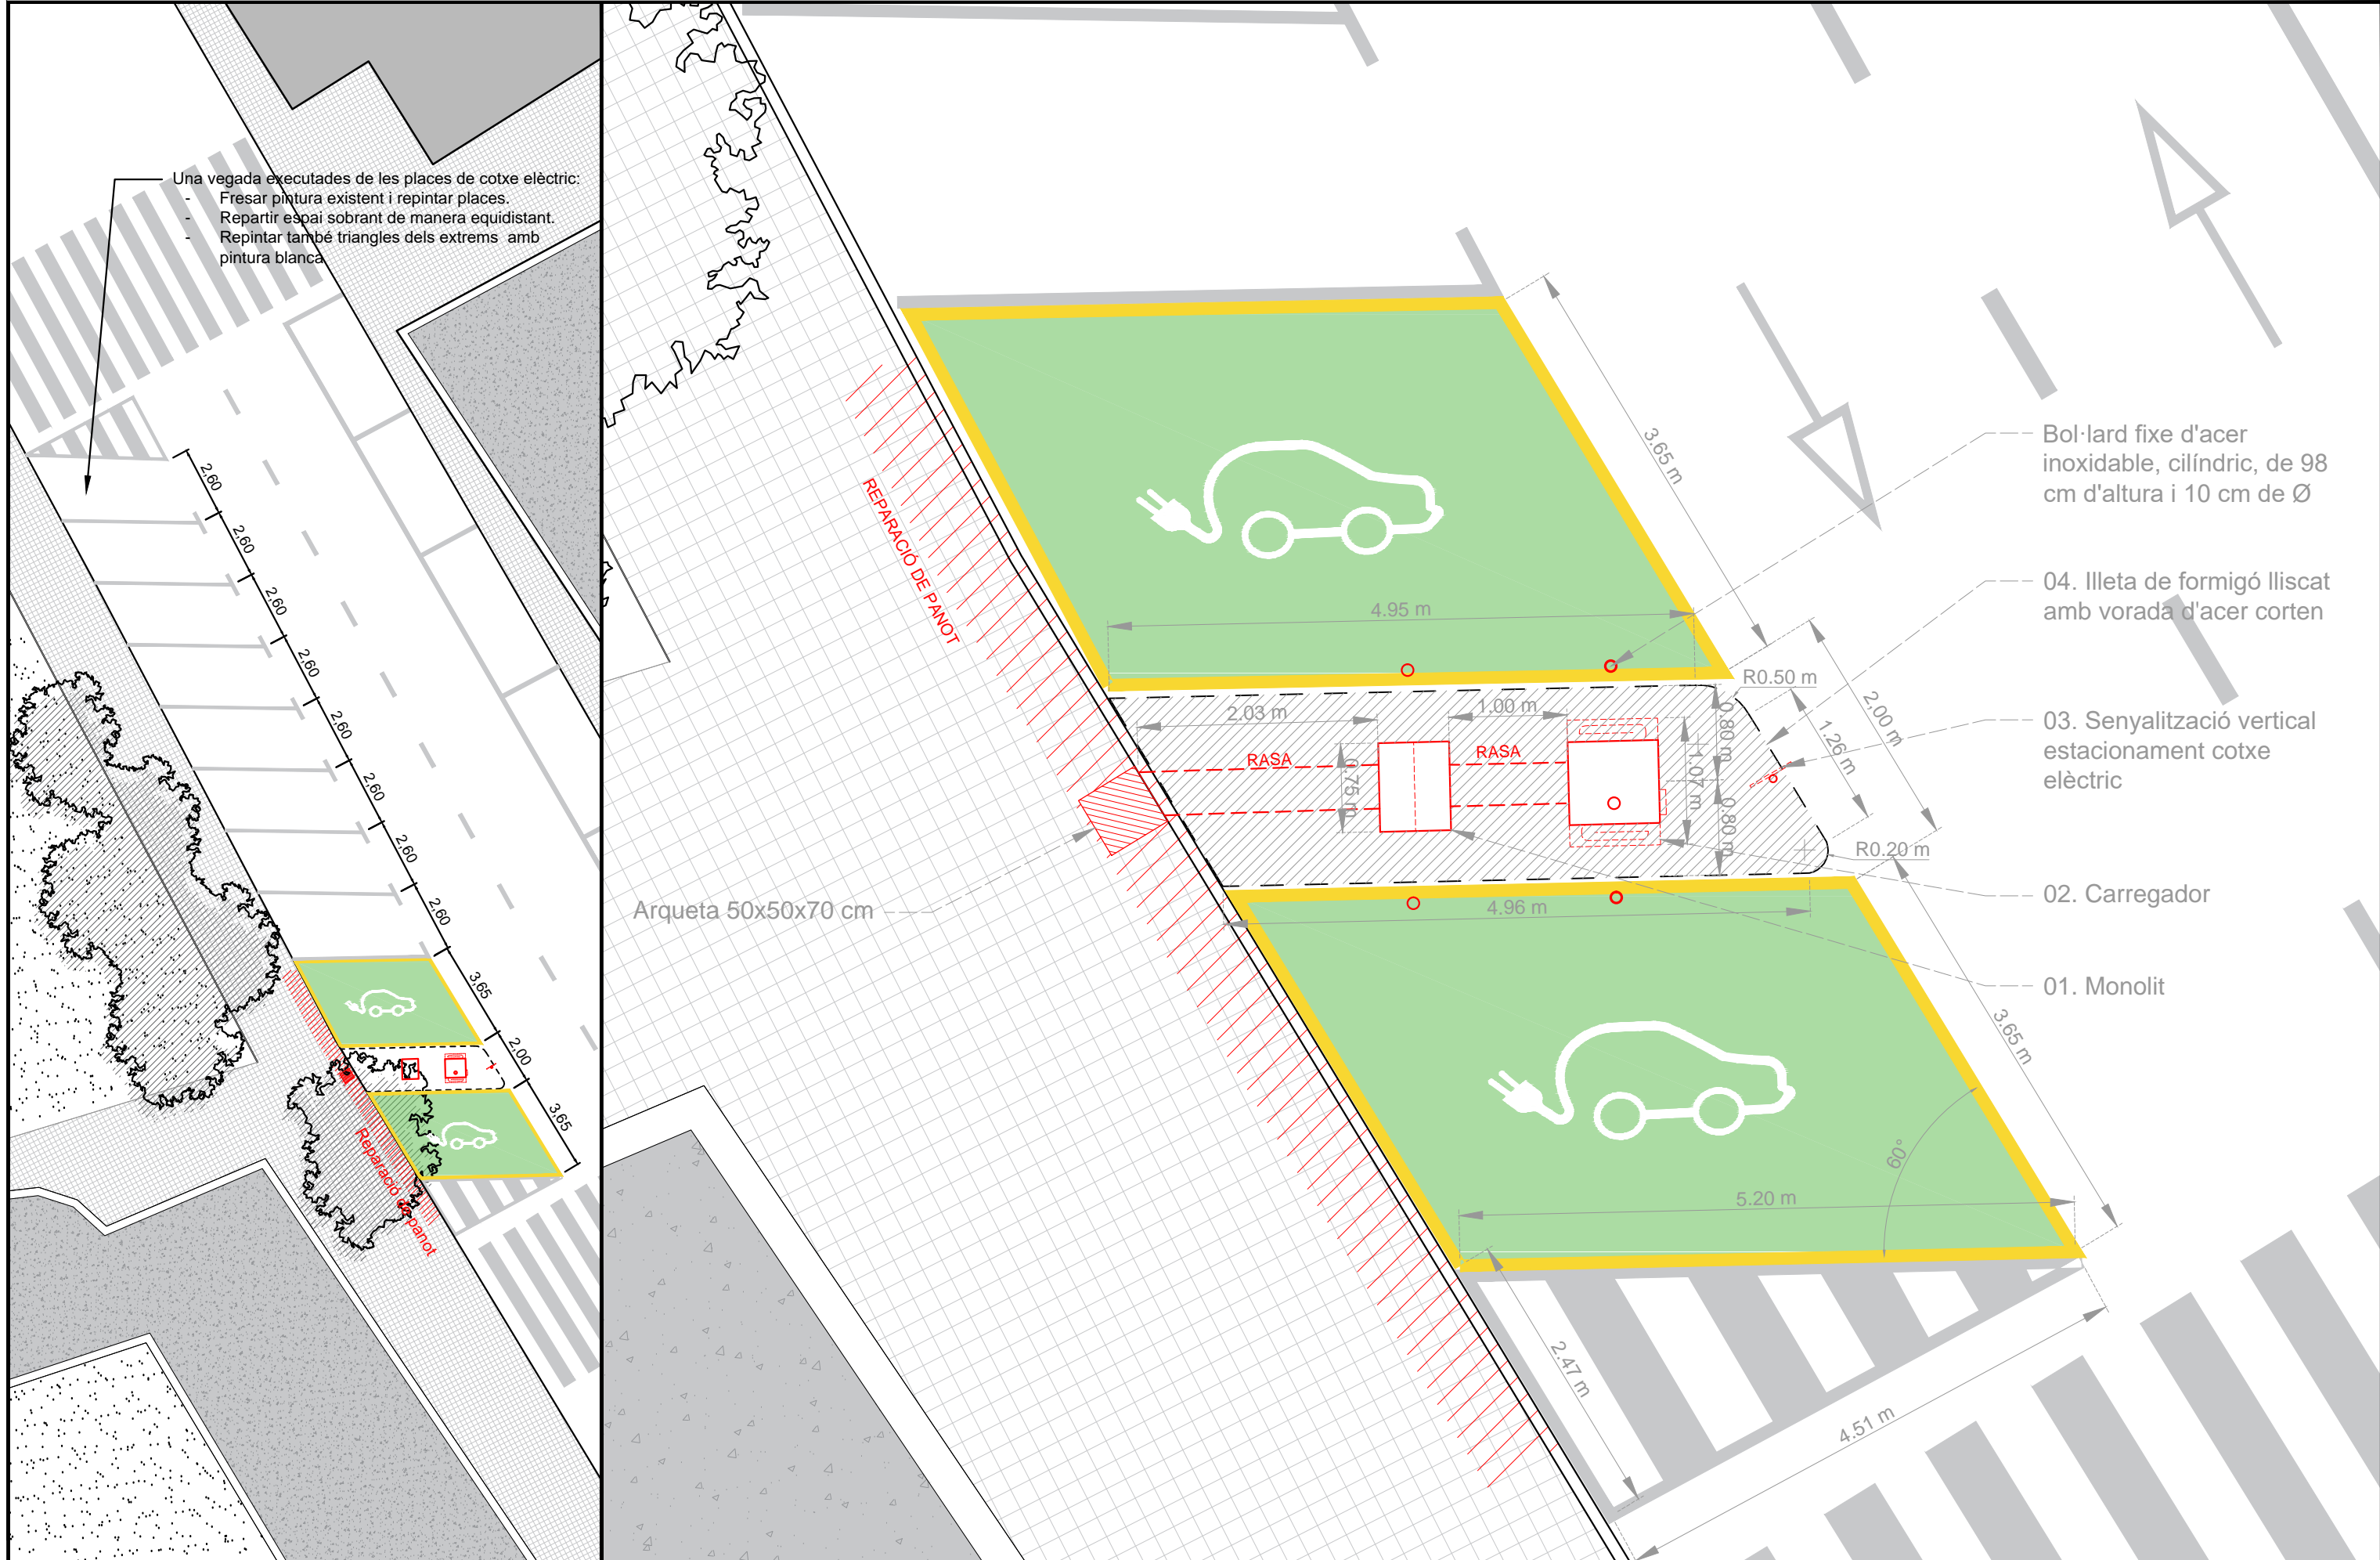 Una vegada executades de les places de cotxe elèctric:
- Fresar pintura existent i repintar places.
- Repartir espai sobrant de manera equidistant.
- Repintar també triangles dels extrems amb
pintura blanca
2,60
2,60
2,60
2,60
2,60
2,60
2,60
2,60
3,65
2,00
3,65
Reparació de panot
REPARACIÓ DE PANOT
3.65 m
4.95 m
R0.50 m
2.00 m
1.26 m
2.03 m
1.00 m
0.80 m
RASA
RASA
0.75 m
1.07 m
0.80 m
R0.20 m
Arqueta 50x50x70 cm
4.96 m
3.65 m
60°
5.20 m
2.47 m
4.51 m
Bol·lard fixe d'acer
inoxidable, cilíndric, de 98
cm d'altura i 10 cm de Ø
04. Illeta de formigó lliscat
amb vorada d'acer corten
03. Senyalització vertical
estacionament cotxe
elèctric
02. Carregador
01. Monolit